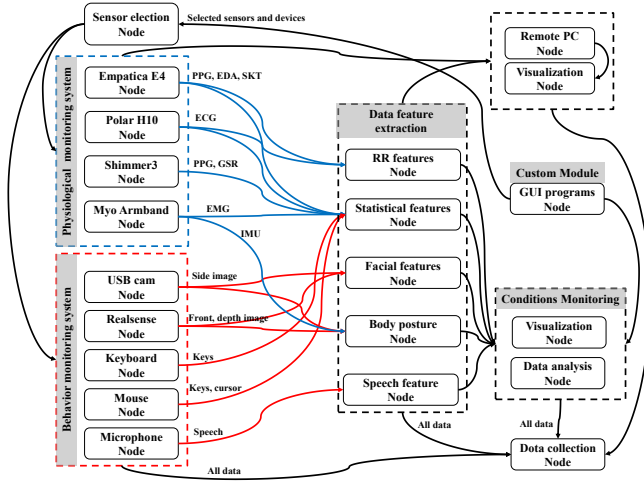 Sensor election
Node
Selected sensors and devices
Remote PC
Node
Visualization
Node
Physiological monitoring system
Empatica E4
Node
PPG, EDA, SKT
Polar H10
Node
ECG
Shimmer3
Node
PPG, GSR
Myo Armband
Node
EMG
IMU
Data feature
extraction
RR features
Node
Statistical features
Node
Facial features
Node
Body posture
Node
Speech feature
Node
Custom Module
GUI programs
Node
Behavior monitoring system
USB cam
Node
Side image
Realsense
Node
Front, depth image
Keyboard
Node
Keys
Mouse
Node
Keys, cursor
Microphone
Node
Speech
Conditions Monitoring
Visualization
Node
Data analysis
Node
All data
All data
All data
Dota collection
Node